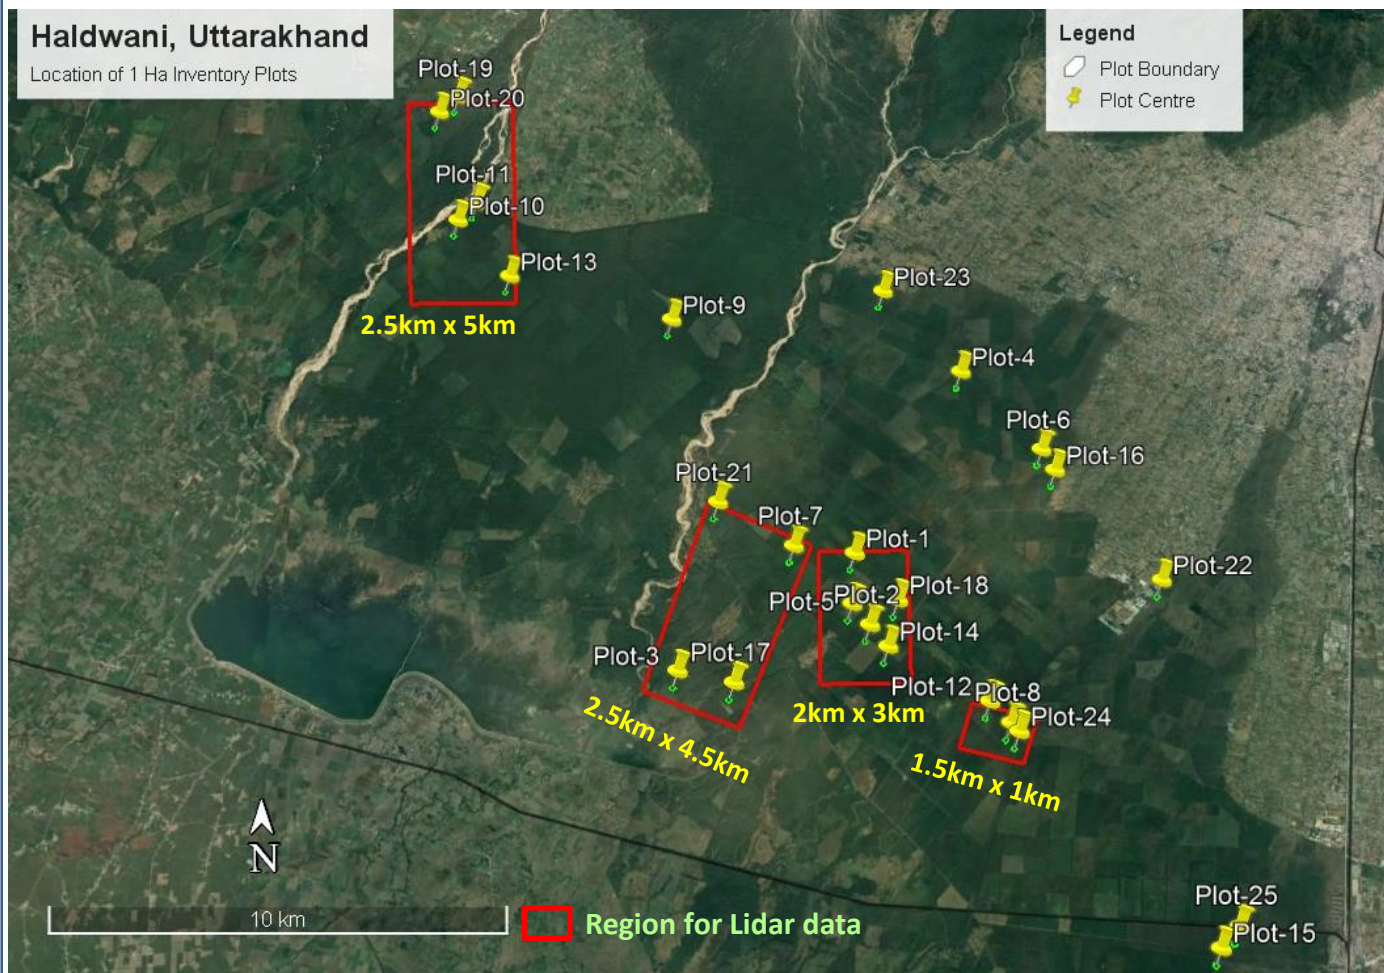 Haldwani, Uttarakhand
Location of 1 Ha Inventory Plots
Legend
Plot Boundary
Plot Centre
Plot-19
Plot-20
Plot-11
Plot-10
Plot-13
2.5km x 5km
Plot-9
Plot-23
Plot-4
Plot-6
Plot-16
Plot-21
Plot-7
Plot-1
Plot-22
Plot-18
Plot-5
Plot-2
Plot-14
Plot-3
Plot-17
Plot-12
Plot-8
Plot-24
2.5km x 4.5km
2km x 3km
1.5km x 1km
N
10 km
Region for Lidar data
Plot-25
Plot-15